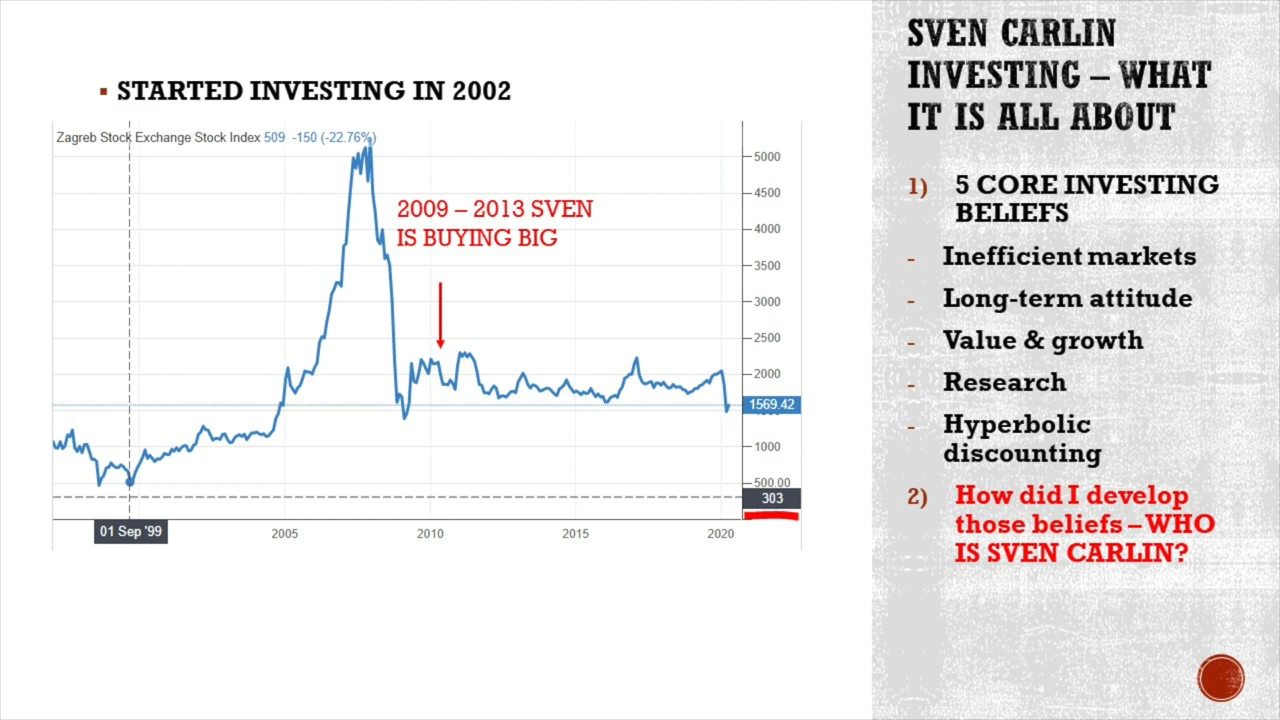 SVEN CARLIN
INVESTING – WHAT
IT IS ALL ABOUT
▪ STARTED INVESTING IN 2002
Zagreb Stock Exchange Stock Index 509 -150 (-22.76%)
2009 – 2013 SVEN
IS BUYING BIG
5000
4500
4000
3500
3000
2500
2000
1569.42
1000
500.00
303
01 Sep '99
2005
2010
2015
2020
1) 5 CORE INVESTING
BELIEFS
- Inefficient markets
- Long-term attitude
- Value & growth
- Research
- Hyperbolic
discounting
2) How did I develop
those beliefs – WHO
IS SVEN CARLIN?